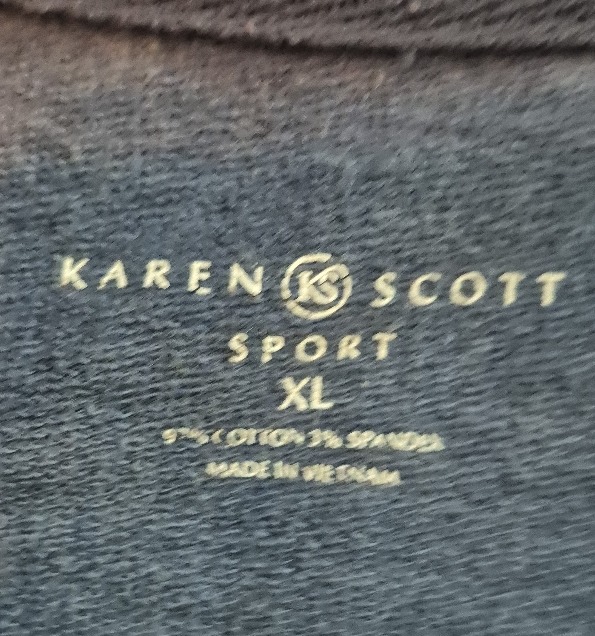 KAREN KS SCOTT
SPORT
XL
97% COTTON 3% SPANDEX
MADE IN VIETNAM